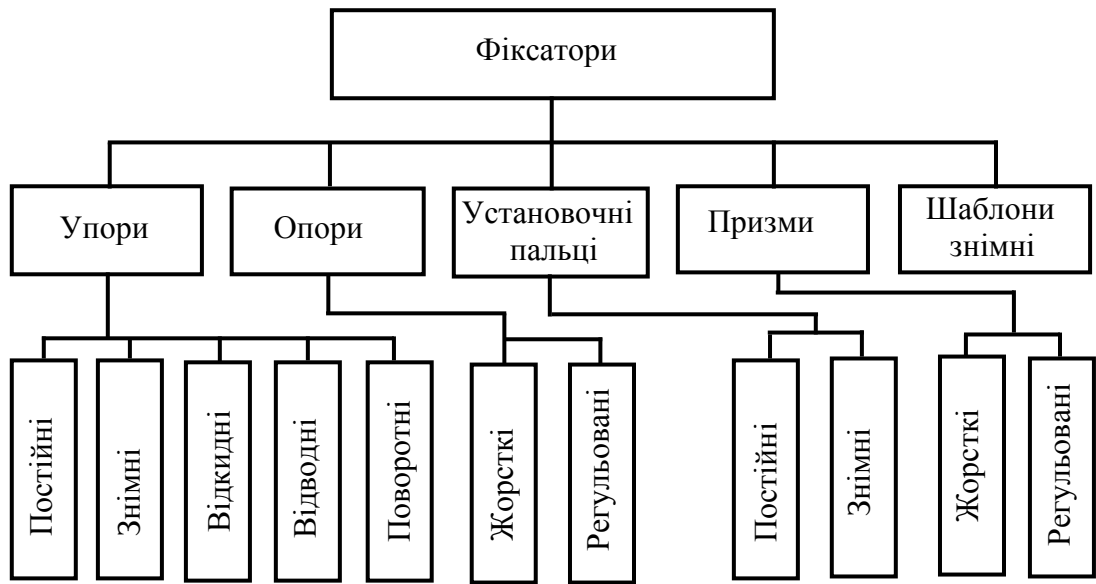 Фіксатори
Упори
Опори
Установочні
пальці
Призми
Шаблони
знімні
Постійні
Знімні
Відкидні
Відводні
Поворотні
Жорсткі
Регульовані
Постійні
Знімні
Жорсткі
Регульовані